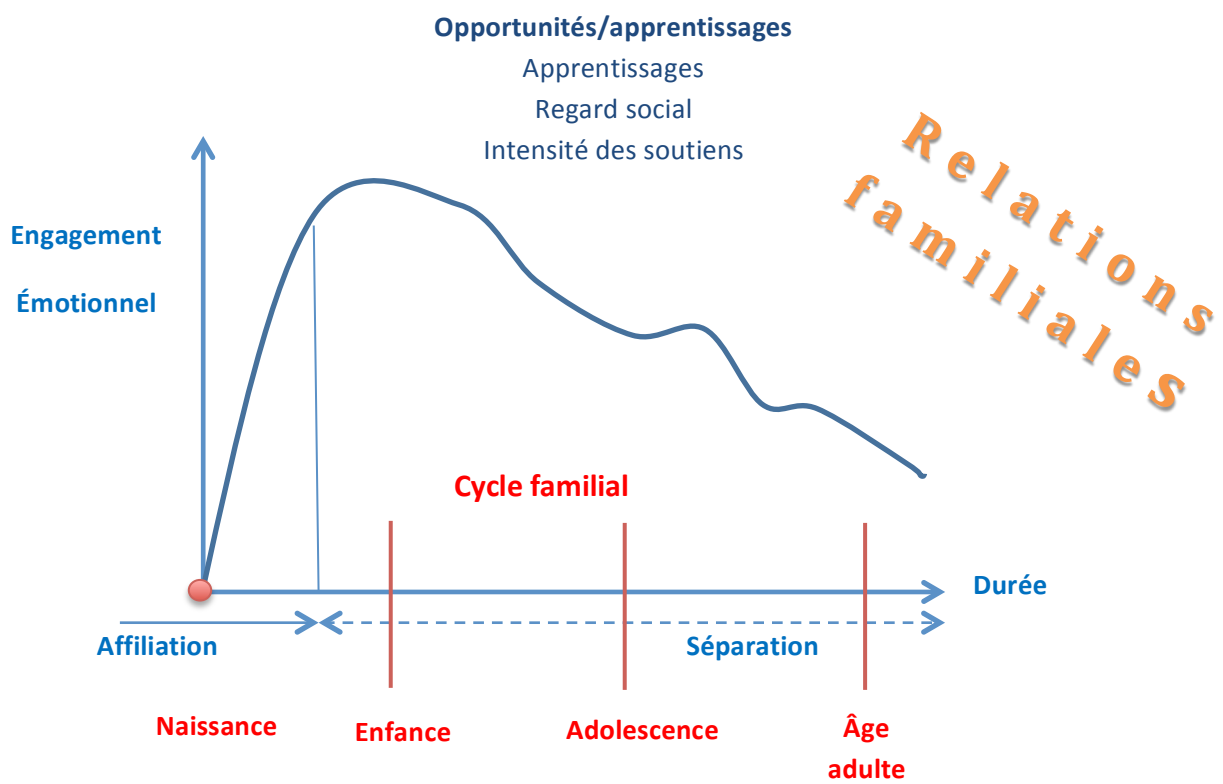 Opportunités/apprentissages
Apprentissages
Regard social
Intensité des soutiens
Relations
familiales
Engagement
Émotionnel
Cycle familial
Durée
Affiliation
Séparation
Naissance
Enfance
Adolescence
Âge
adulte